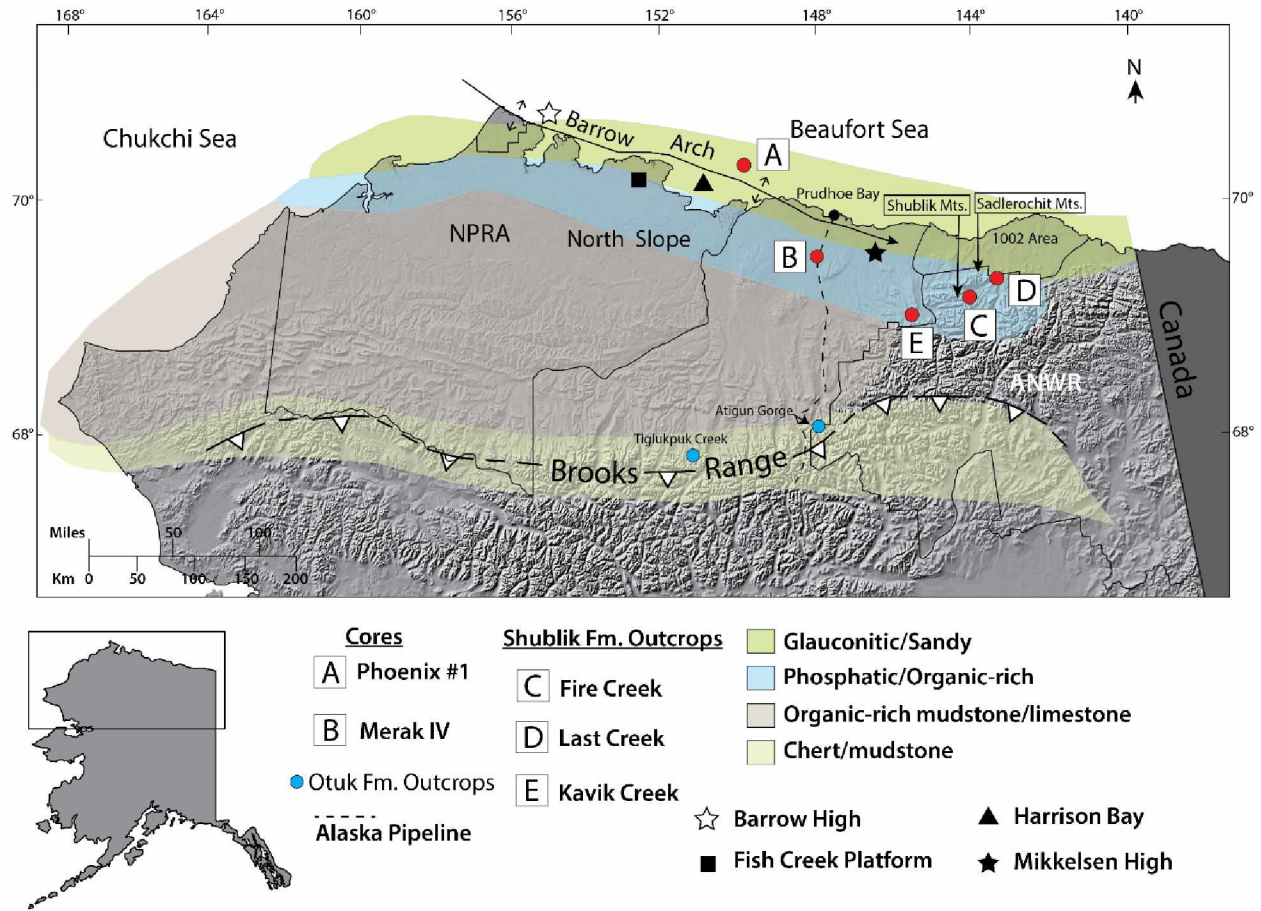 168°
160°
164°
156°
152°
148°
144°
140°
N
Chukchi Sea
Barrow Arch
Beaufort Sea
A
70°
Prudhoe Bay
Shublik Mts.
Sadlerochit Mts.
70°
1002 Area
NPRA
North Slope
B
D
C
E
Canada
ANWR
Atigun Gorge
68°
Tiglukpuk Creek
68°
Brooks Range
Miles 50 100
Km 0 50 100 150 200
Cores
A Phoenix #1
B Merak IV
Otuk Fm. Outcrops
Alaska Pipeline
Shublik Fm. Outcrops
C Fire Creek
D Last Creek
E Kavik Creek
Glauconitic/Sandy
Phosphatic/Organic-rich
Organic-rich mudstone/limestone
Chert/mudstone
Barrow High
Harrison Bay
Fish Creek Platform
Mikkelsen High